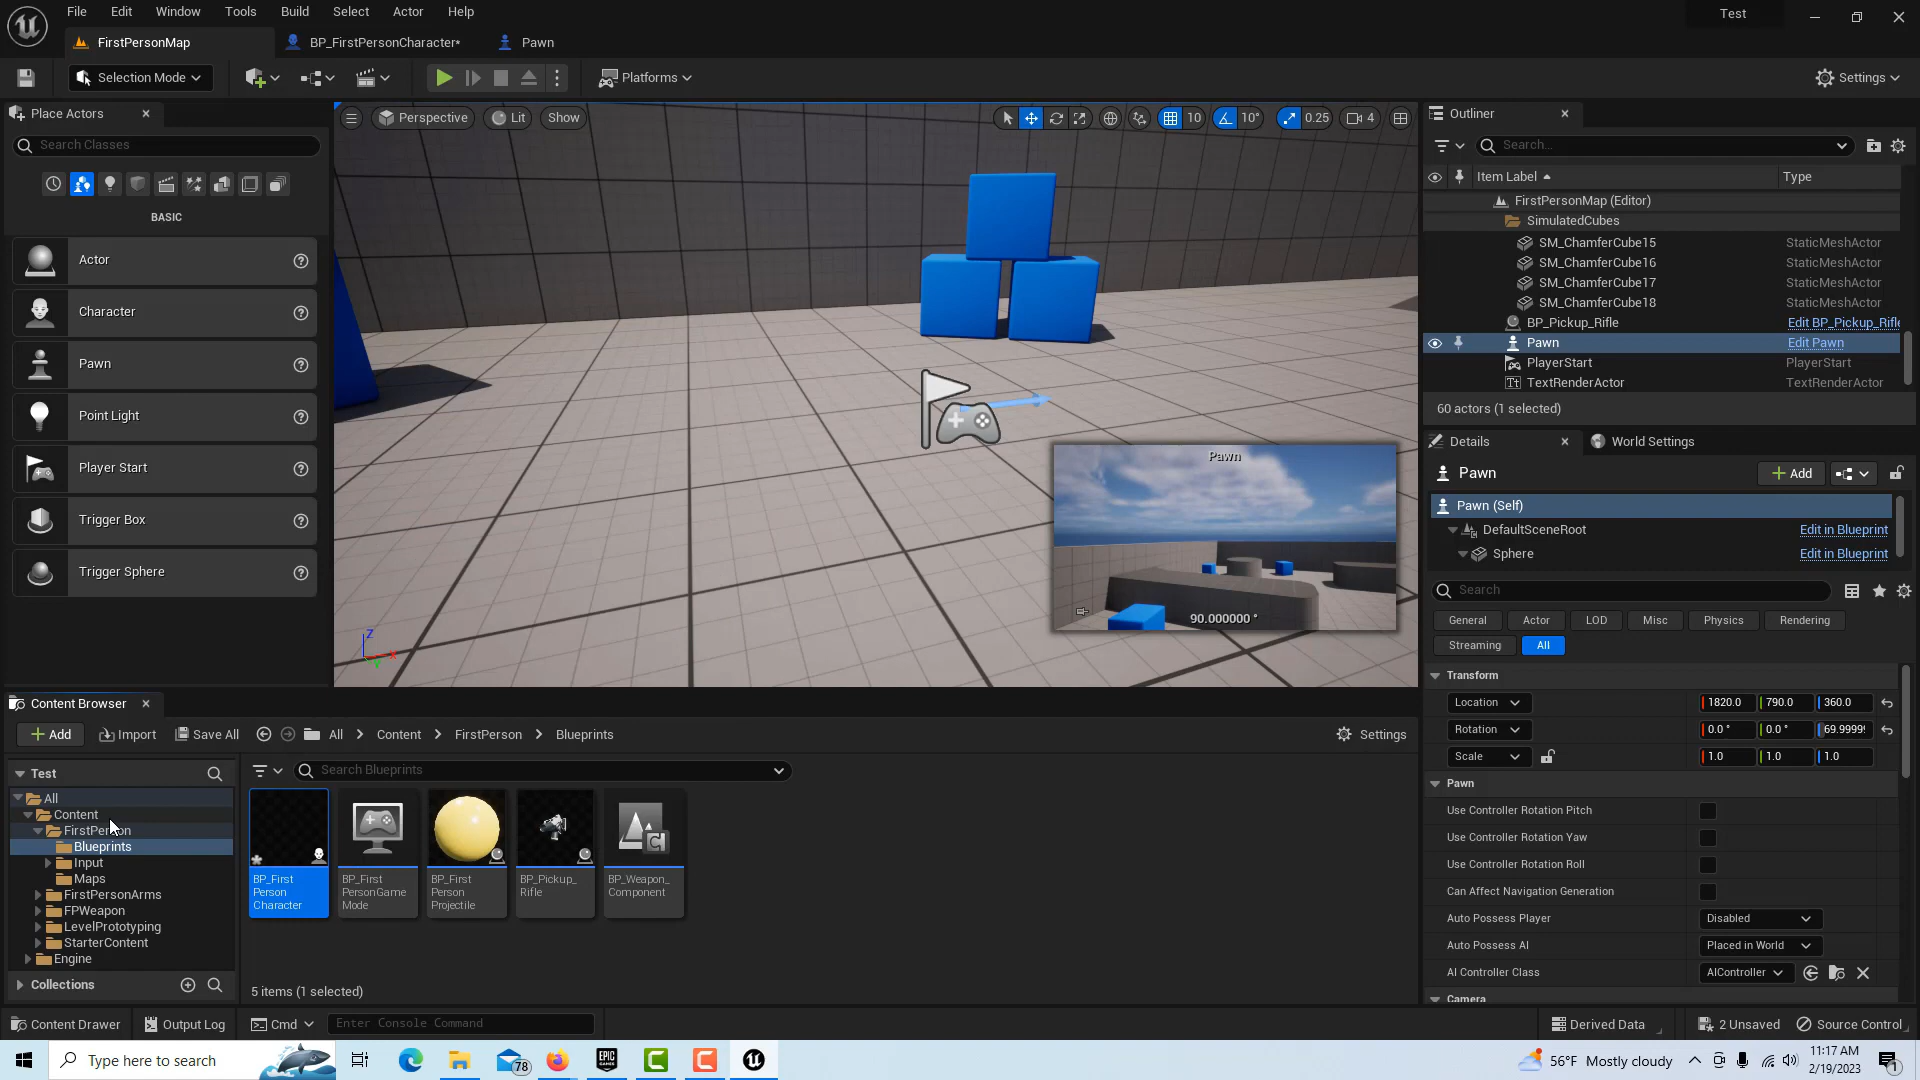 File Edit Window Tools Build Select Actor Help
Test
FirstPersonMap BP_FirstPersonCharacter* Pawn
Selection Mode Platforms Settings
Place Actors
Search Classes
BASIC
Actor
Character
Pawn
Point Light
Player Start
Trigger Box
Trigger Sphere
Perspective Lit Show
10 10° 0.25 4
Pawn
90.000000 °
Z
X
Y
Outliner
Search...
Item Label Type
FirstPersonMap (Editor)
SimulatedCubes
SM_ChamferCube15 StaticMeshActor
SM_ChamferCube16 StaticMeshActor
SM_ChamferCube17 StaticMeshActor
SM_ChamferCube18 StaticMeshActor
BP_Pickup_Rifle Edit BP_Pickup_Rifle
Pawn Edit Pawn
PlayerStart PlayerStart
TextRenderActor TextRenderActor
60 actors (1 selected)
Details World Settings
Pawn Add
Pawn (Self)
DefaultSceneRoot Edit in Blueprint
Sphere Edit in Blueprint
Search
General Actor LOD Misc Physics Rendering
Streaming All
Transform
Location 1820.0 790.0 360.0
Rotation 0.0 ° 0.0 ° 69.9999
Scale 1.0 1.0 1.0
Pawn
Use Controller Rotation Pitch
Use Controller Rotation Yaw
Use Controller Rotation Roll
Can Affect Navigation Generation
Auto Possess Player Disabled
Auto Possess AI Placed in World
AI Controller Class AIController
Camera
Content Browser
Add Import Save All All Content FirstPerson Blueprints Settings
Test
Search Blueprints
All
Content
FirstPerson
Blueprints
Input
Maps
FirstPersonArms
FPWeapon
LevelPrototyping
StarterContent
Engine
Collections
BP_First
Person
Character
BP_First
PersonGame
Mode
BP_First
Person
Projectile
BP_Pickup_
Rifle
BP_Weapon_
Component
5 items (1 selected)
Content Drawer Output Log Cmd Enter Console Command Derived Data 2 Unsaved Source Control
Type here to search 78 EPIC GAMES 56°F Mostly cloudy 11:17 AM
2/19/2023 1